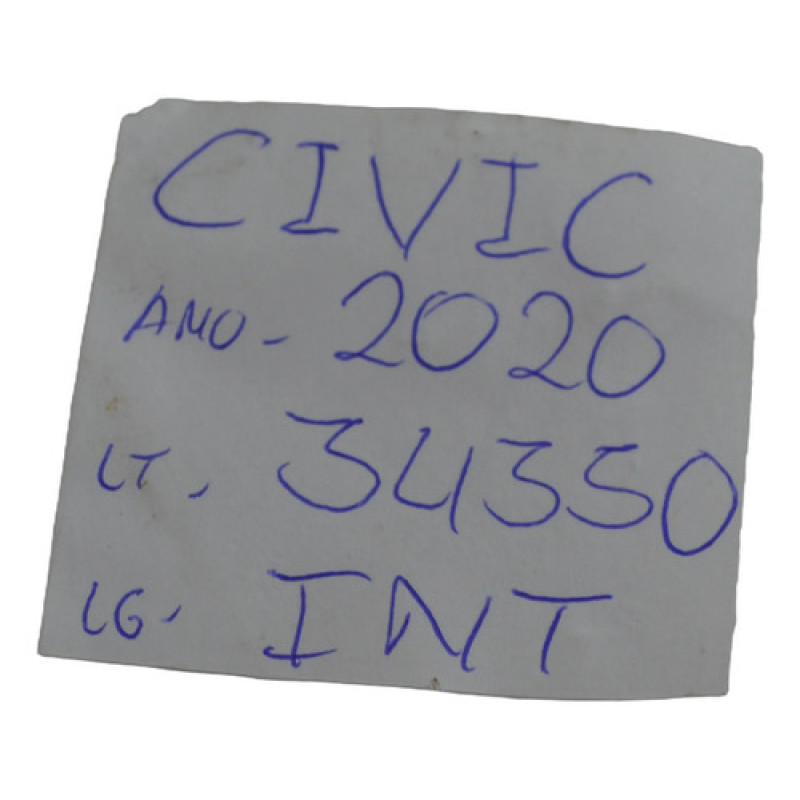 CIVIC
ANO - 2020
LT. 34350
LG. INT